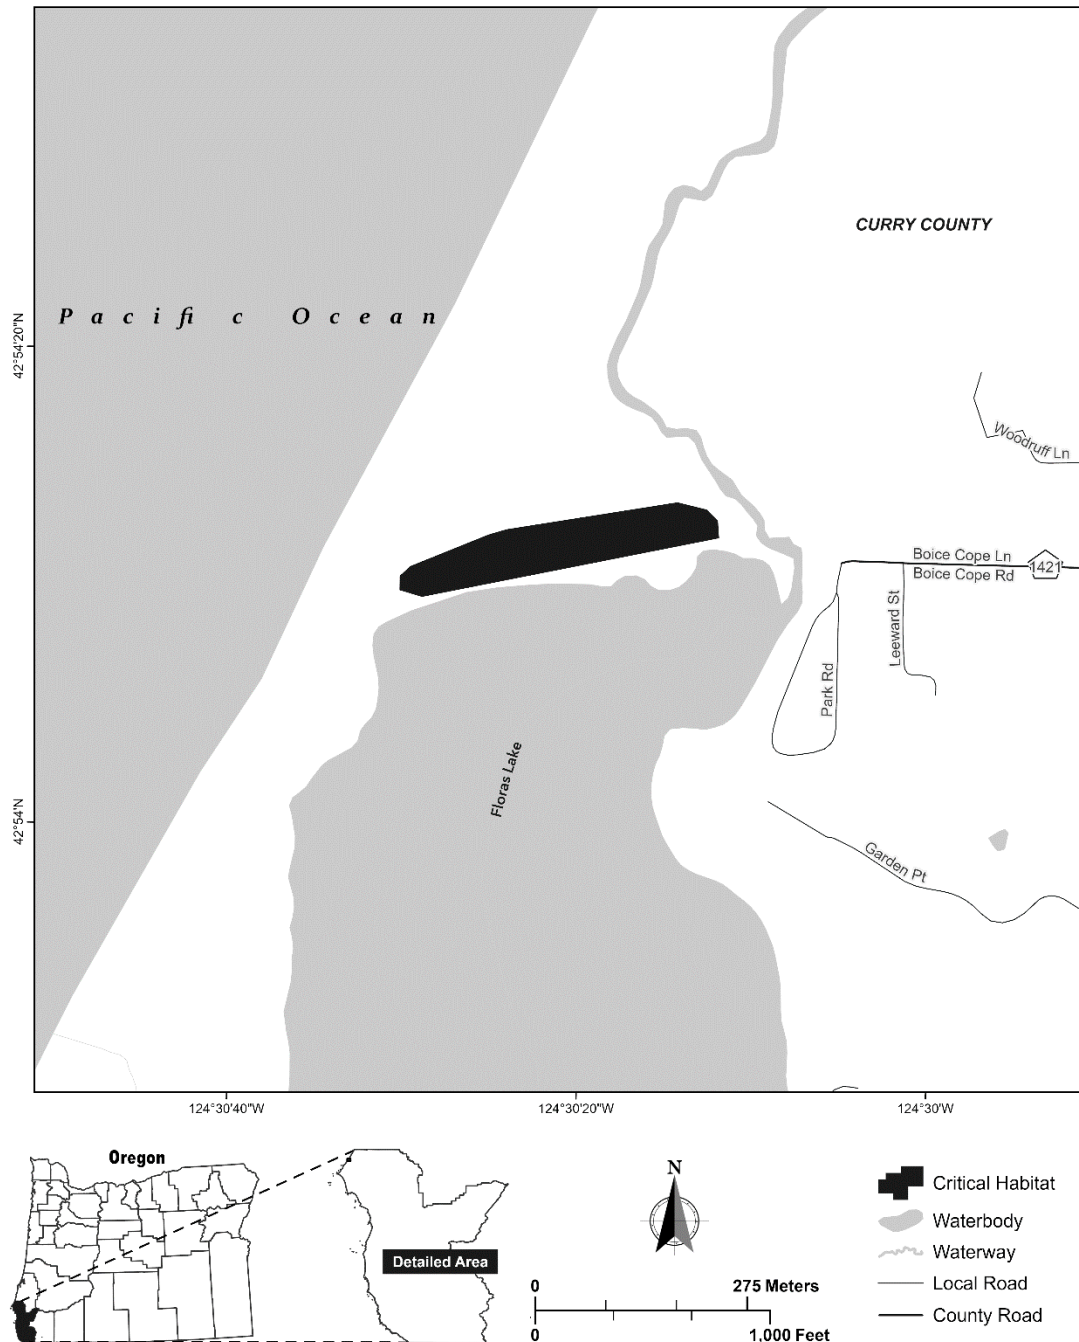 CURRY COUNTY
Pacific Ocean
42°54'20"N
Woodruff Ln
Boice Cope Ln
1421
Boice Cope Rd
Leeward St
Park Rd
Floras Lake
42°54'N
Garden Pt
124°30'40"W
124°30'20"W
124°30'W
Oregon
N
Critical Habitat
Waterbody
Waterway
Local Road
County Road
Detailed Area
0
275 Meters
0
1,000 Feet